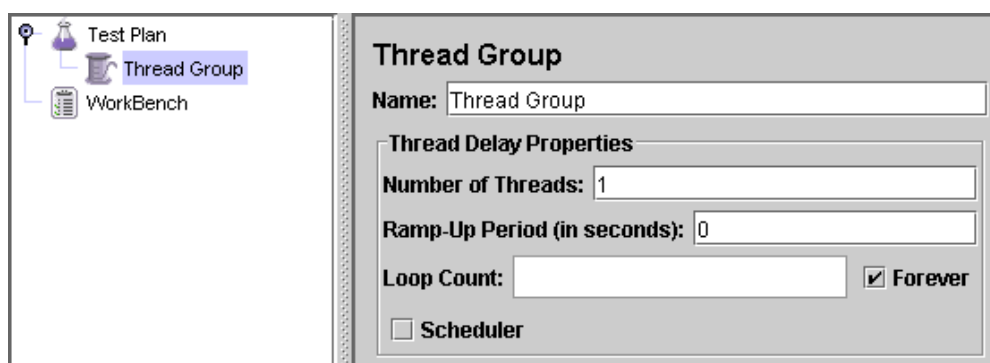 Test Plan
Thread Group
WorkBench
Thread Group
Name: Thread Group
Thread Delay Properties
Number of Threads: 1
Ramp-Up Period (in seconds): 0
Loop Count: Forever
Scheduler